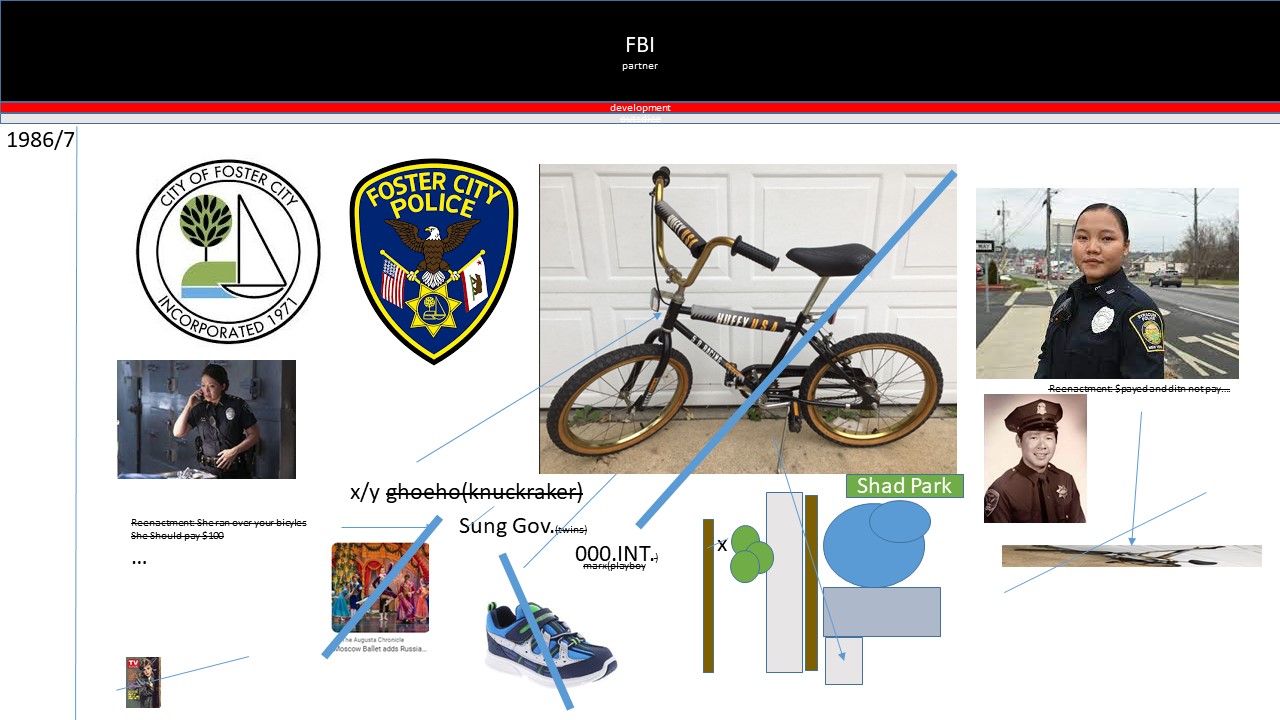 FBI
partner
development
1986/7
CITY OF FOSTER CITY
INCORPORATED 1971
FOSTER CITY
POLICE
HUFFY U.S.A
Reenactment: $payed and ditn not pay....
x/y ghoeho(knuckraker)
Shad Park
Sung Gov.(twins)
Reenactment: She ran over your bicyles
She Should pay $100
...
000.INT.)
marx(playboy
x
The Augusta Chronicle
Moscow Ballet adds Russia...
TV